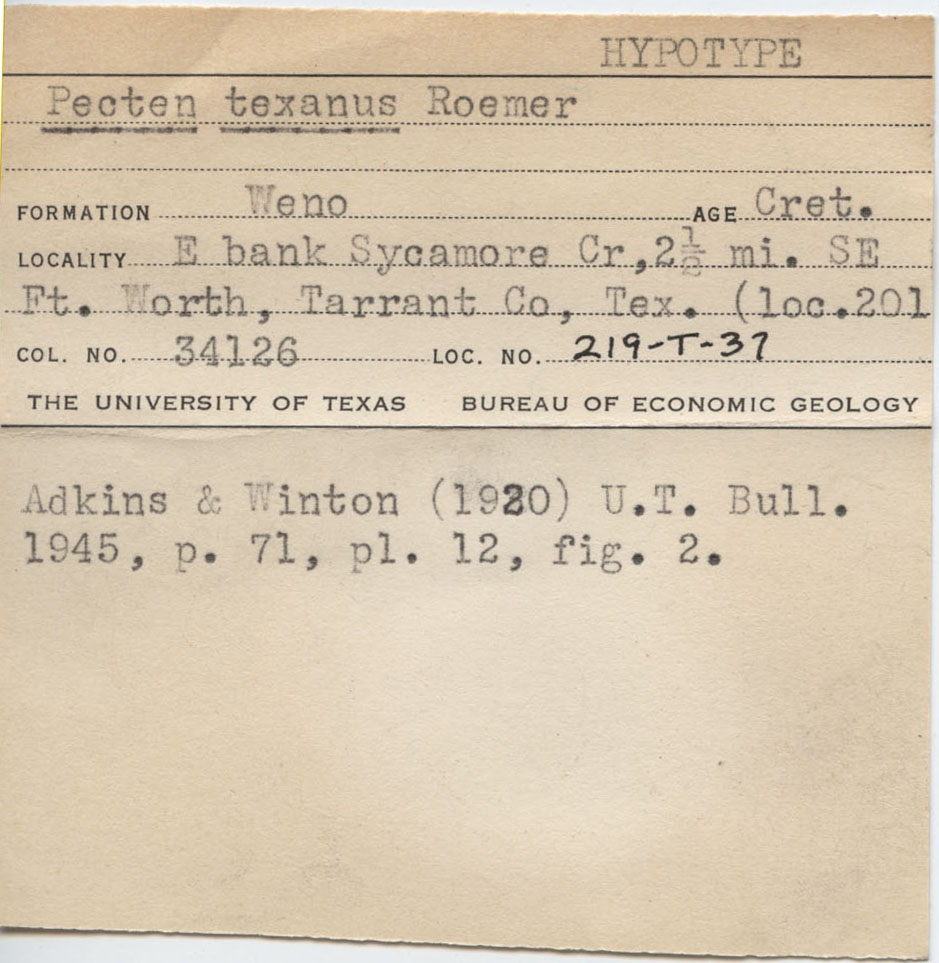 HYPOTYPE
Pecten texanus Roemer
FORMATION Weno AGE Cret.
LOCALITY E bank Sycamore Cr,2½ mi. SE
Ft. Worth, Tarrant Co, Tex. (loc.201
COL. NO. 34126 LOC. NO. 219-T-37
THE UNIVERSITY OF TEXAS BUREAU OF ECONOMIC GEOLOGY
Adkins & Winton (1920) U.T. Bull.
1945, p. 71, pl. 12, fig. 2.